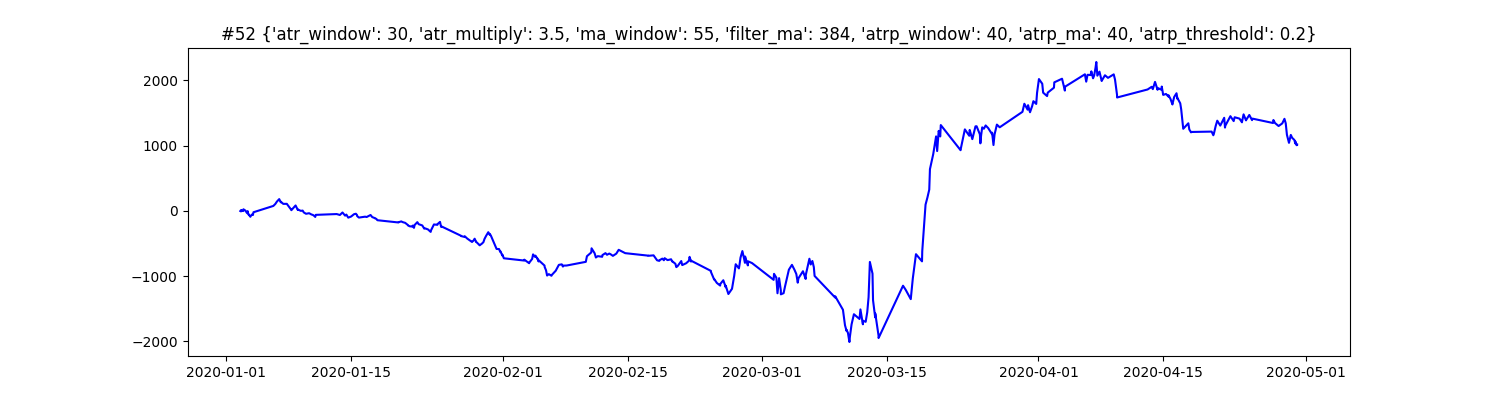 #52 {'atr_window': 30, 'atr_multiply': 3.5, 'ma_window': 55, 'filter_ma': 384, 'atrp_window': 40, 'atrp_ma': 40, 'atrp_threshold': 0.2}
2000
1000
0
−1000
−2000
2020-01-01 2020-01-15 2020-02-01 2020-02-15 2020-03-01 2020-03-15 2020-04-01 2020-04-15 2020-05-01